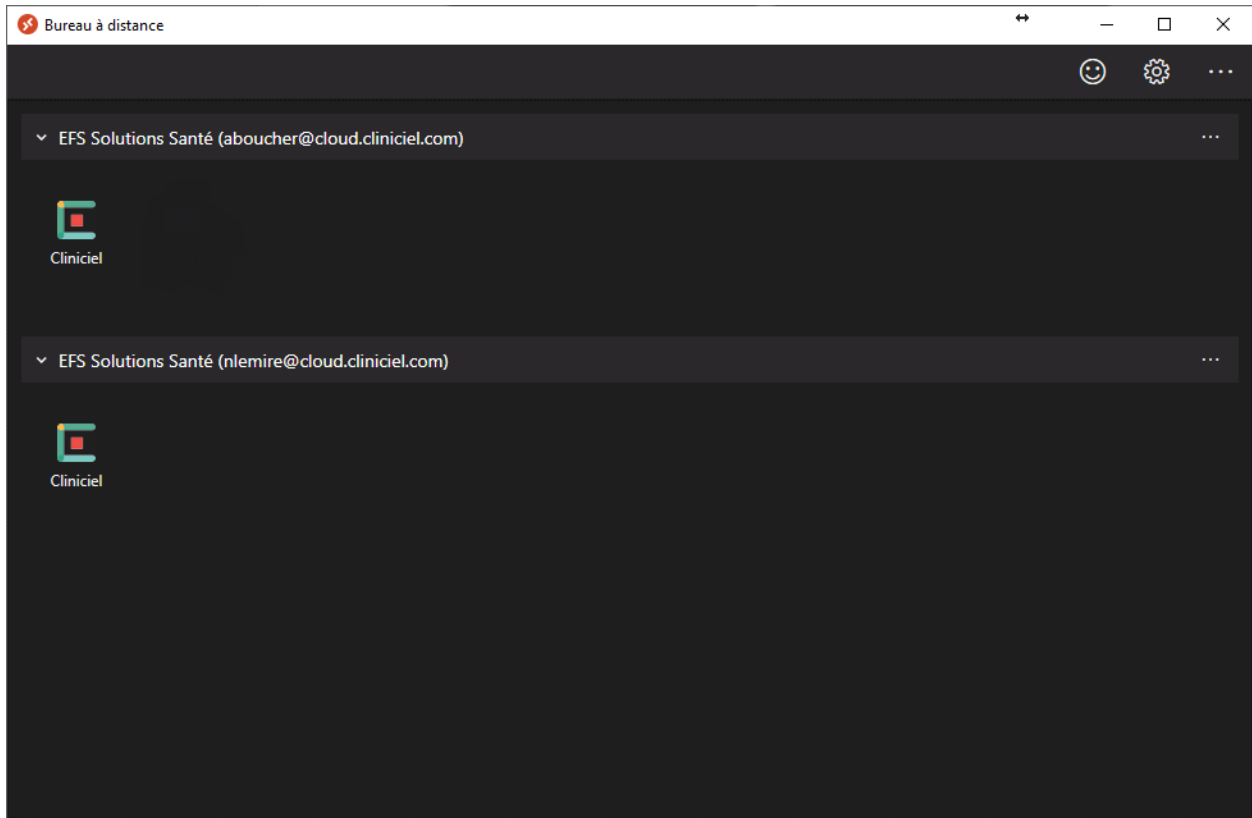 Bureau à distance
EFS Solutions Santé (aboucher@cloud.cliniciel.com)
Cliniciel
EFS Solutions Santé (nlemire@cloud.cliniciel.com)
Cliniciel